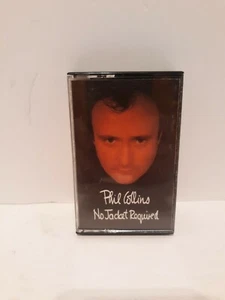 Phil Collins
No Jacket Required